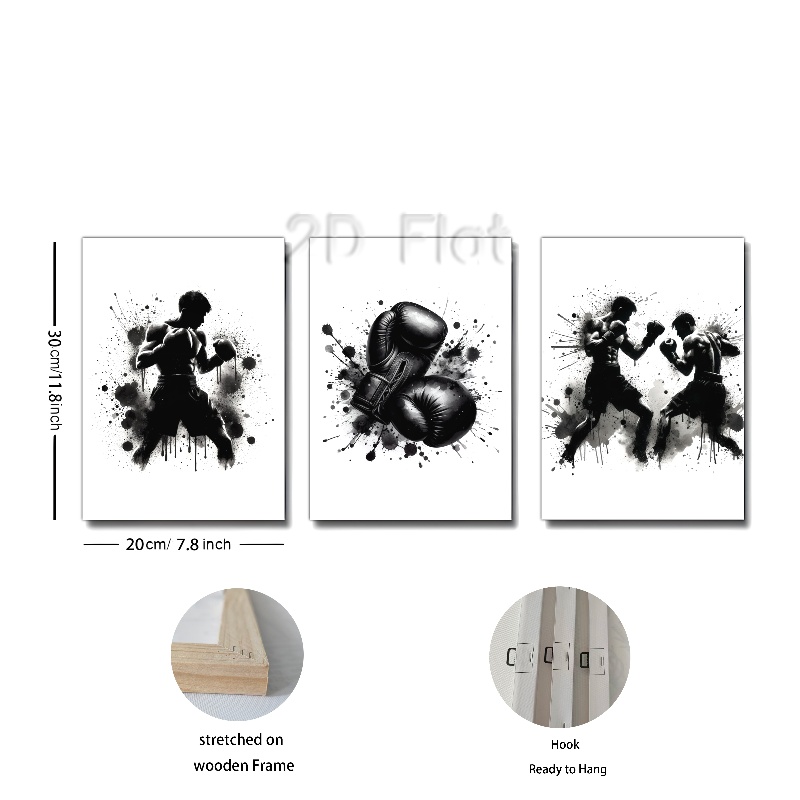 2D Flat
30cm/11.8inch
20cm/ 7.8 inch
stretched on
wooden Frame
Hook
Ready to Hang